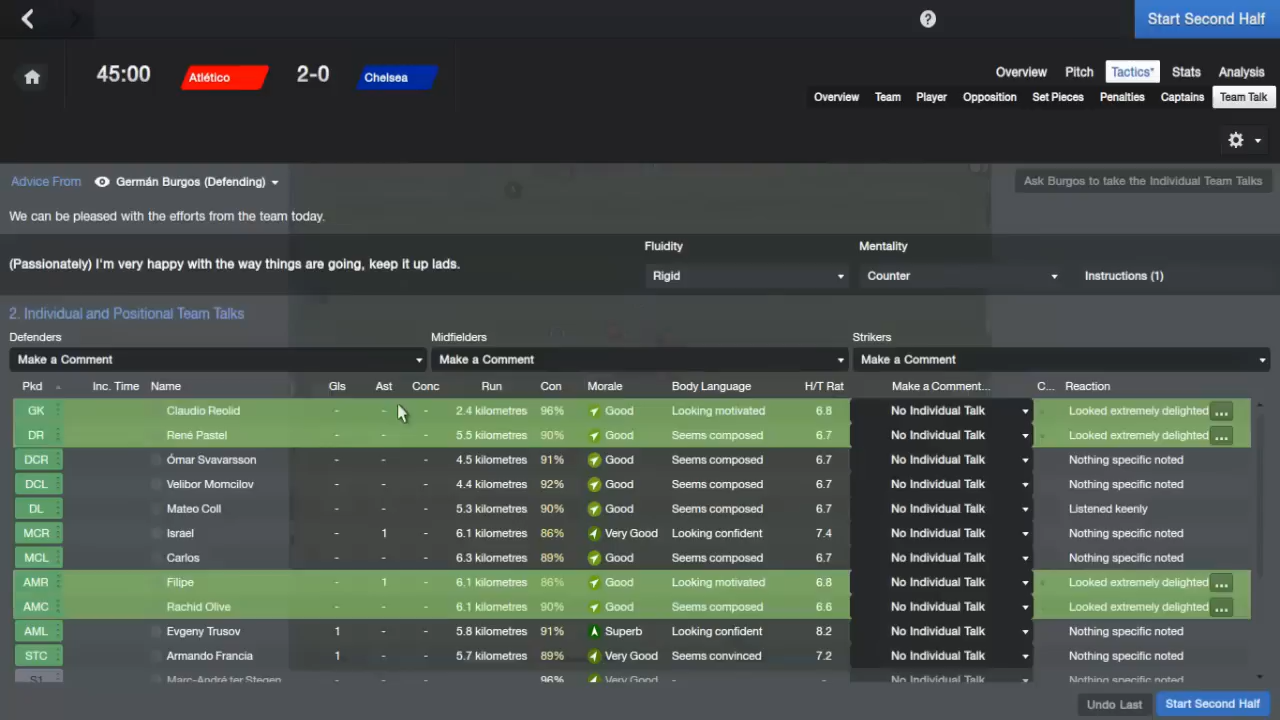 Start Second Half
45:00 Atlético 2-0 Chelsea
Overview Pitch Tactics* Stats Analysis
Overview Team Player Opposition Set Pieces Penalties Captains Team Talk
Advice From Germán Burgos (Defending) Ask Burgos to take the Individual Team Talks
We can be pleased with the efforts from the team today.
Fluidity Mentality
(Passionately) I'm very happy with the way things are going, keep it up lads.
Rigid Counter Instructions (1)
2. Individual and Positional Team Talks
Defenders Midfielders Strikers
Make a Comment Make a Comment Make a Comment
Pkd Inc. Time Name Gls Ast Conc Run Con Morale Body Language H/T Rat Make a Comment... C... Reaction
GK Claudio Reolid - - - 2.4 kilometres 96% Good Looking motivated 6.8 No Individual Talk Looked extremely delighted ...
DR René Pastel - - - 5.5 kilometres 90% Good Seems composed 6.7 No Individual Talk Looked extremely delighted ...
DCR Ómar Svavarsson - - - 4.5 kilometres 91% Good Seems composed 6.7 No Individual Talk Nothing specific noted
DCL Velibor Momcilov - - - 4.4 kilometres 92% Good Seems composed 6.7 No Individual Talk Nothing specific noted
DL Mateo Coll - - - 5.3 kilometres 90% Good Seems composed 6.7 No Individual Talk Listened keenly
MCR Israel - 1 - 6.1 kilometres 86% Very Good Looking confident 7.4 No Individual Talk Nothing specific noted
MCL Carlos - - - 6.3 kilometres 89% Good Seems composed 6.7 No Individual Talk Nothing specific noted
AMR Filipe - 1 - 6.1 kilometres 86% Good Looking motivated 6.8 No Individual Talk Looked extremely delighted ...
AMC Rachid Olive - - - 6.1 kilometres 90% Good Seems composed 6.6 No Individual Talk Looked extremely delighted ...
AML Evgeny Trusov 1 - - 5.8 kilometres 91% Superb Looking confident 8.2 No Individual Talk Nothing specific noted
STC Armando Francia 1 - - 5.7 kilometres 89% Very Good Seems convinced 7.2 No Individual Talk Nothing specific noted
S1 Marc-André ter Stegen - - - 96% Very Good - - No Individual Talk Nothing specific noted
Undo Last Start Second Half